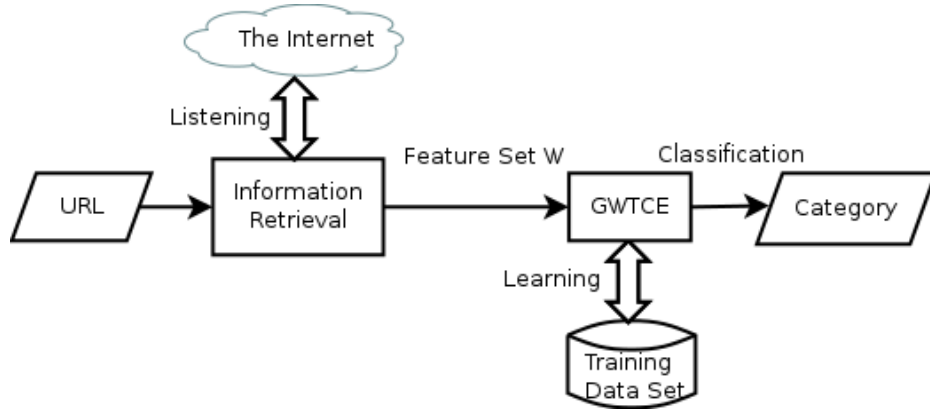 The Internet
Listening
Feature Set W
Classification
URL
Information
Retrieval
GWTCE
Category
Learning
Training
Data Set